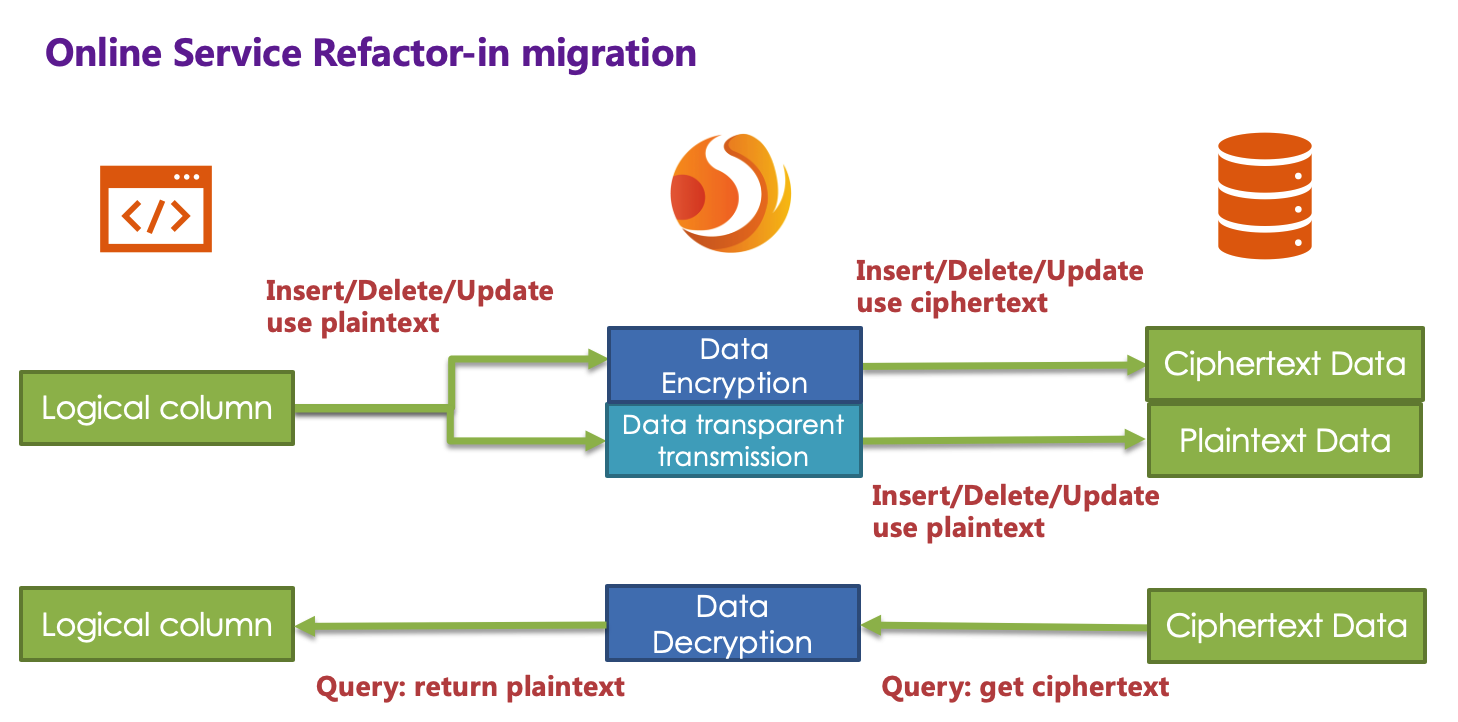 Online Service Refactor-in migration
</>
Insert/Delete/Update
use plaintext
Insert/Delete/Update
use ciphertext
Logical column
Data
Encryption
Data transparent
transmission
Ciphertext Data
Plaintext Data
Insert/Delete/Update
use plaintext
Logical column
Data
Decryption
Ciphertext Data
Query: return plaintext
Query: get ciphertext